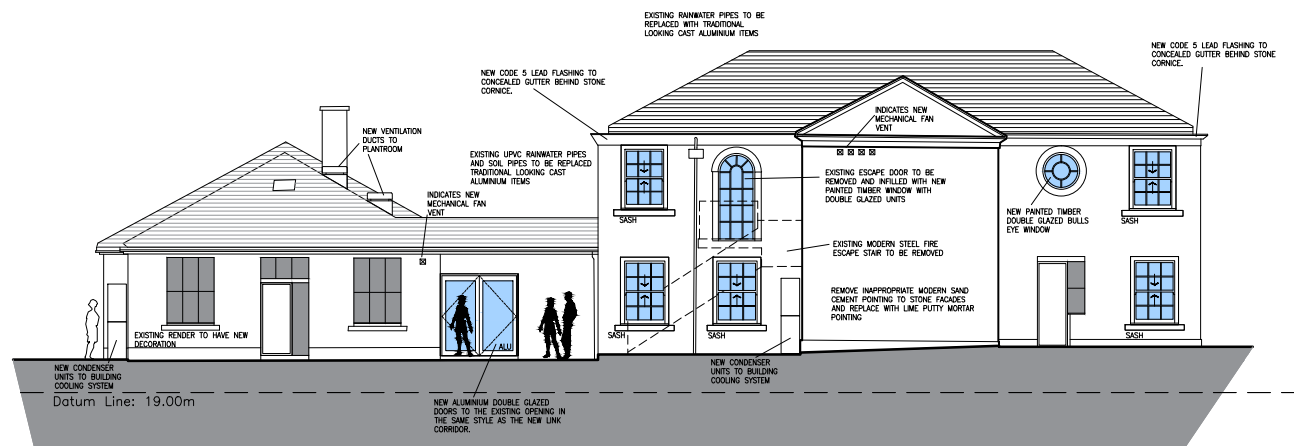 EXISTING RAINWATER PIPES TO BE
REPLACED WITH TRADITIONAL
LOOKING CAST ALUMINIUM ITEMS
NEW CODE 5 LEAD FLASHING TO
CONCEALED GUTTER BEHIND STONE
CORNICE.
NEW CODE 5 LEAD FLASHING TO
CONCEALED GUTTER BEHIND STONE
CORNICE.
NEW VENTILATION
DUCTS TO
PLANTROOM
EXISTING UPVC RAINWATER PIPES
AND SOIL PIPES TO BE REPLACED
TRADITIONAL LOOKING CAST
ALUMINIUM ITEMS
INDICATES NEW
MECHANICAL FAN
VENT
INDICATES NEW
MECHANICAL FAN
VENT
EXISTING ESCAPE DOOR TO BE
REMOVED AND INFILLED WITH NEW
PAINTED TIMBER WINDOW WITH
DOUBLE GLAZED UNITS
SASH
NEW PAINTED TIMBER
DOUBLE GLAZED BULLS
EYE WINDOW
SASH
EXISTING MODERN STEEL FIRE
ESCAPE STAIR TO BE REMOVED
REMOVE INAPPROPRIATE MODERN SAND
CEMENT POINTING TO STONE FACADES
AND REPLACE WITH LIME PUTTY MORTAR
POINTING
EXISTING RENDER TO HAVE NEW
DECORATION
ALU
SASH
SASH
SASH
NEW CONDENSER
UNITS TO BUILDING
COOLING SYSTEM
NEW CONDENSER
UNITS TO BUILDING
COOLING SYSTEM
Datum Line: 19.00m
NEW ALUMINIUM DOUBLE GLAZED
DOORS TO THE EXISTING OPENING IN
THE SAME STYLE AS THE NEW LINK
CORRIDOR.